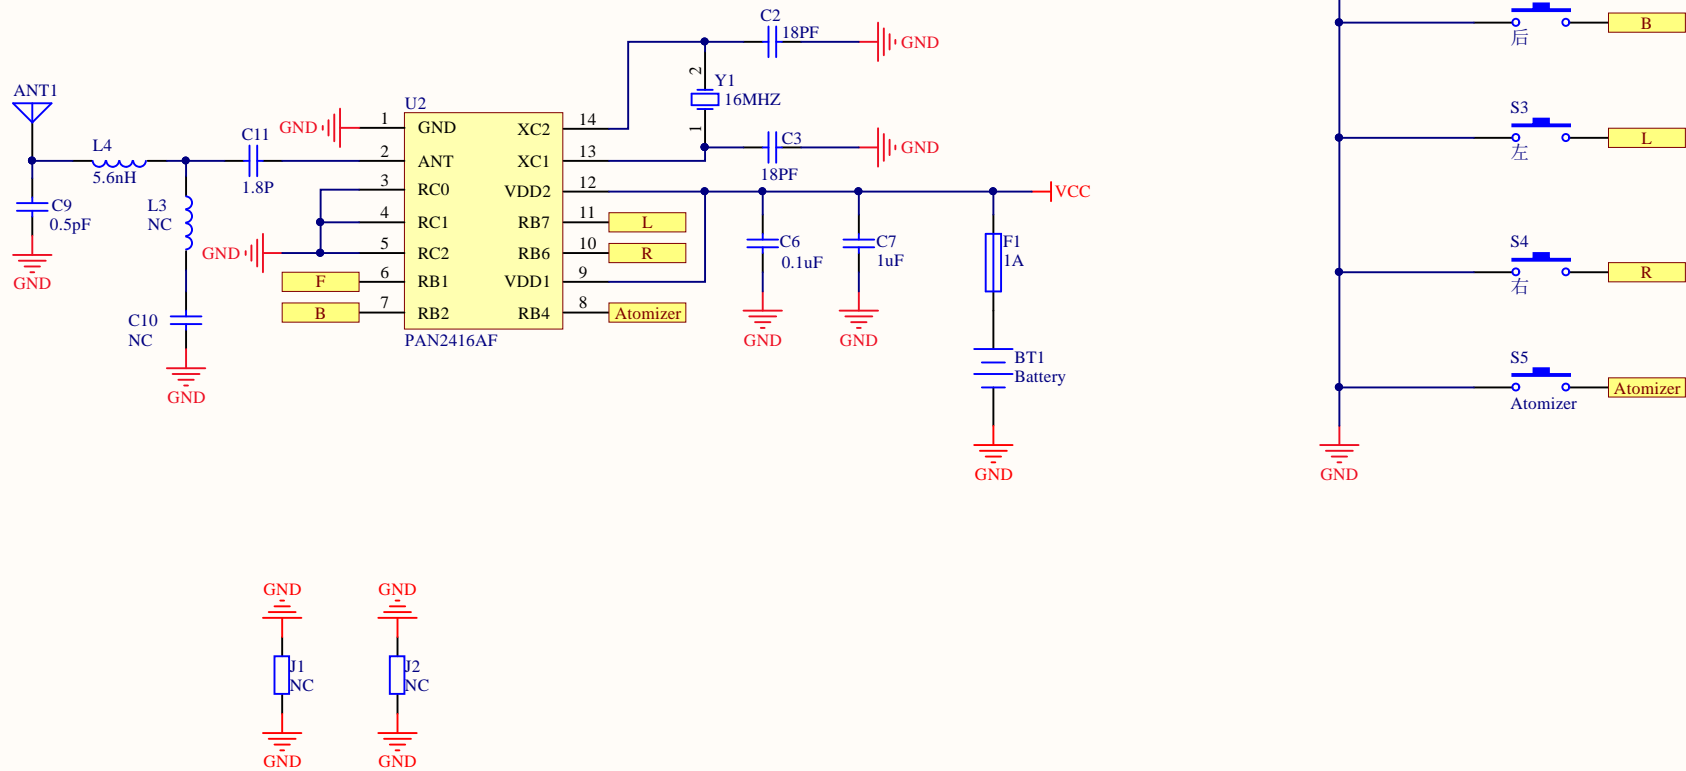 ANT1
L4
5.6nH
C9
0.5pF
GND
L3
NC
C10
NC
GND
C11
1.8P
GND
GND
F
B
U2
1
2
3
4
5
6
7
GND
ANT
RC0
RC1
RC2
RB1
RB2
XC2
XC1
VDD2
RB7
RB6
VDD1
RB4
14
13
12
11
10
9
8
PAN2416AF
L
R
Atomizer
C2
18PF
GND
2
Y1
16MHZ
1
C3
18PF
GND
VCC
C6
0.1uF
GND
C7
1uF
GND
F1
1A
BT1
Battery
GND
后
B
S3
左
L
S4
右
R
S5
Atomizer
Atomizer
GND
GND
J1
NC
GND
GND
J2
NC
GND